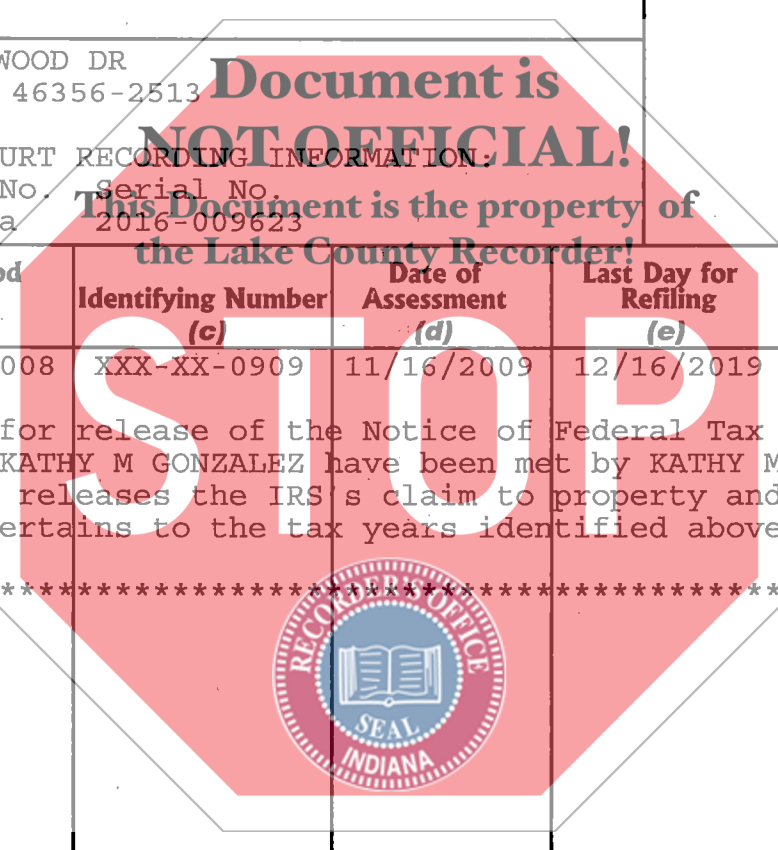 WOOD DR
46356-2513
Document is
NOT OFFICIAL!
URT RECORDING INFORMATION:
No. Serial No.
This Document is the property of
a 2016-009623
the Lake County Recorder!
od
Identifying Number
(c)
Date of
Assessment
(d)
Last Day for
Refiling
(e)
008 XXX-XX-0909 11/16/2009 12/16/2019
STOP
for release of the Notice of Federal Tax
KATHY M GONZALEZ have been met by KATHY M
releases the IRS's claim to property and
ertains to the tax years identified above
***************************************************
RECORDER'S OFFICE
SEAL
INDIANA